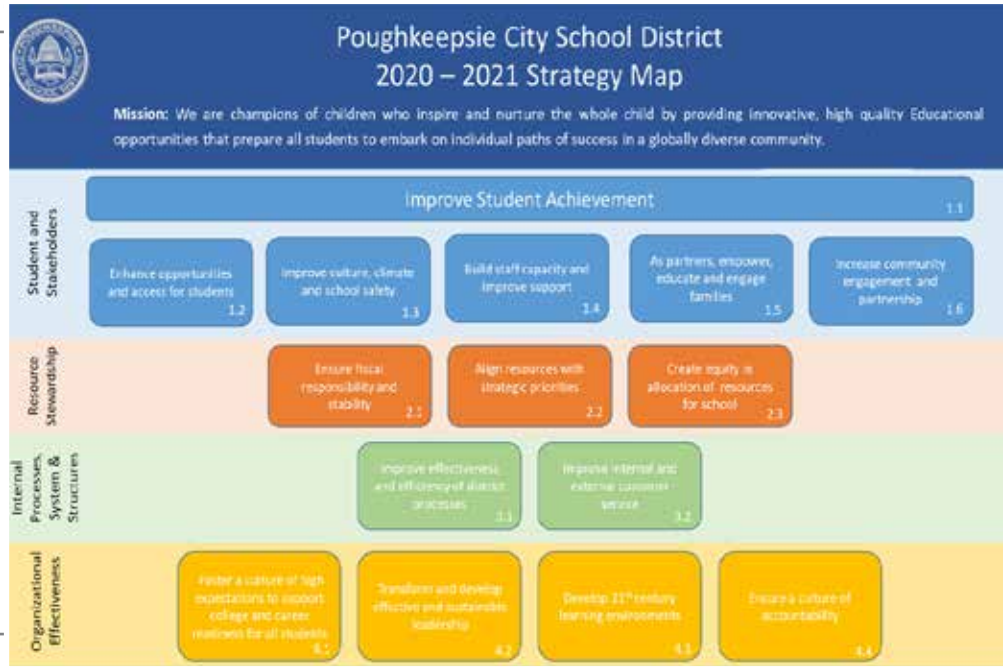 Poughkeepsie City School District
2020 – 2021 Strategy Map
Mission: We are champions of children who inspire and nurture the whole child by providing innovative, high quality Educational
opportunities that prepare all students to embark on individual paths of success in a globally diverse community.
Student and
Stakeholders
Improve Student Achievement
1.1
Enhance opportunities
and access for students
1.2
Improve culture, climate
and school safety
1.3
Build staff capacity and
improve support
1.4
As partners, empower,
educate and engage
families
1.5
Increase community
engagement and
partnership
1.6
Resource
Stewardship
Ensure fiscal
responsibility and
stability
2.1
Align resources with
strategic priorities
2.2
Create equity in
allocation of resources
for school
2.3
Internal
Processes,
System &
Structures
Improve effectiveness
and efficiency of district
processes
3.1
Improve internal and
external customer
service
3.2
Organizational
Effectiveness
Foster a culture of high
expectations to support
college and career
readiness for all students
4.1
Transform and develop
effective and sustainable
leadership
4.2
Develop 21st century
learning environments
4.3
Ensure a culture of
accountability
4.4